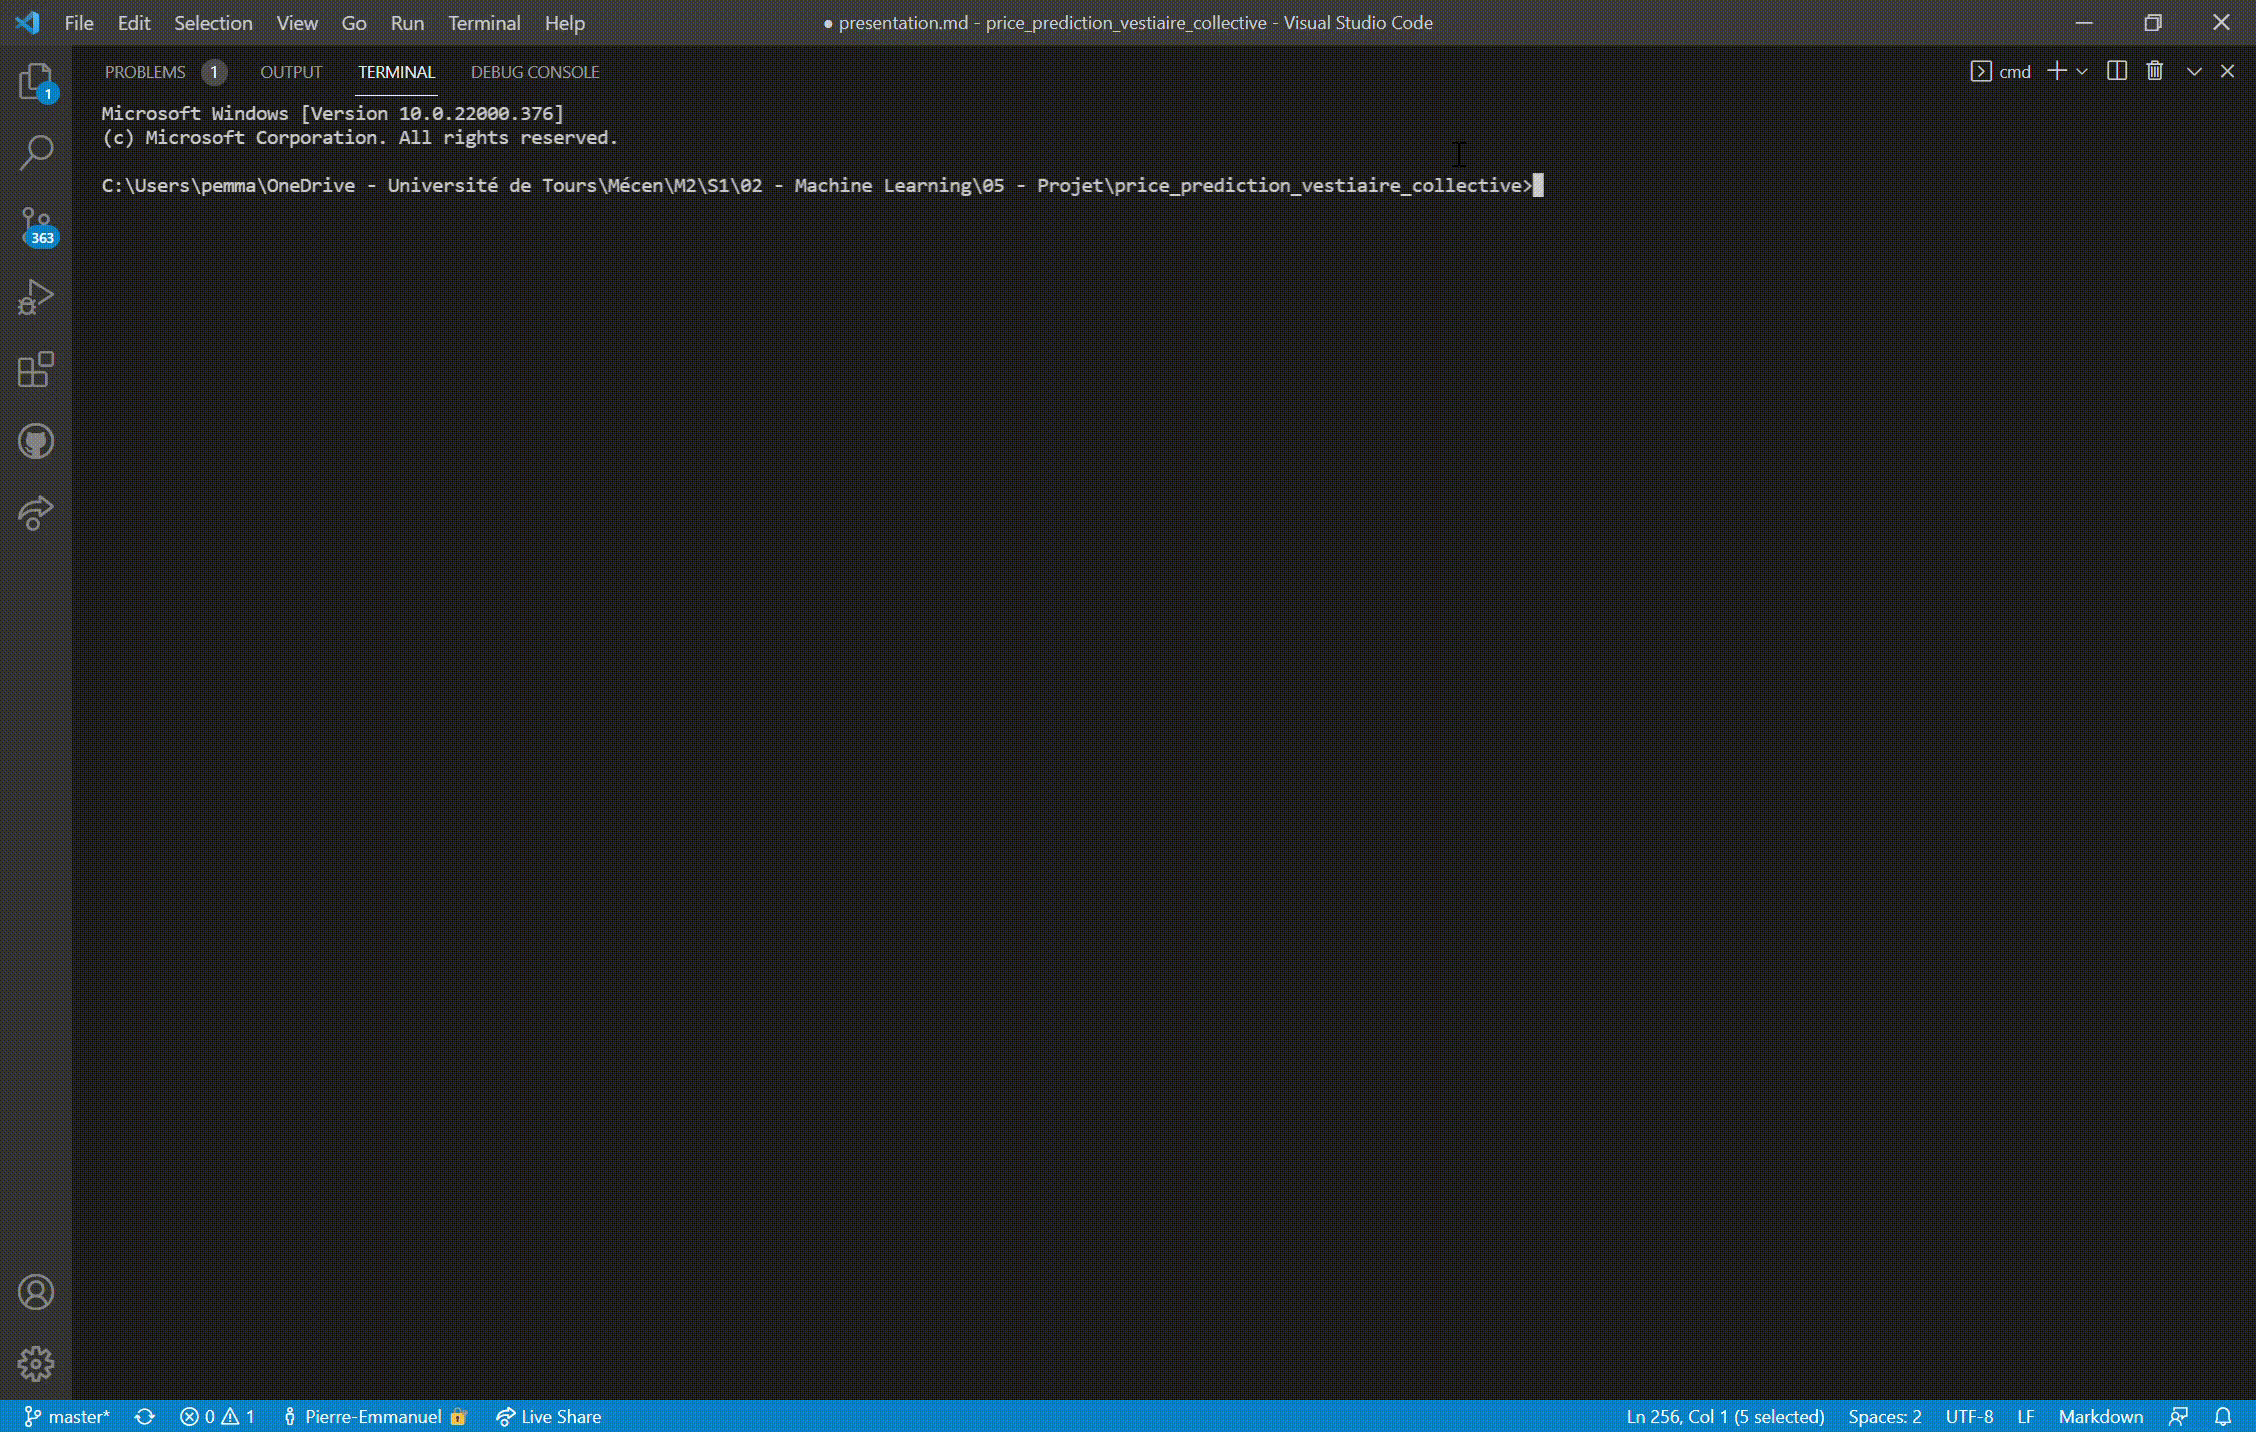 File Edit Selection View Go Run Terminal Help ● presentation.md - price_prediction_vestiaire_collective - Visual Studio Code
PROBLEMS 1 OUTPUT TERMINAL DEBUG CONSOLE cmd
1
363
Microsoft Windows [Version 10.0.22000.376]
(c) Microsoft Corporation. All rights reserved.
C:\Users\pemma\OneDrive - Université de Tours\Mécen\M2\S1\02 - Machine Learning\05 - Projet\price_prediction_vestiaire_collective>
master* 0 1 Pierre-Emmanuel Live Share Ln 256, Col 1 (5 selected) Spaces: 2 UTF-8 LF Markdown